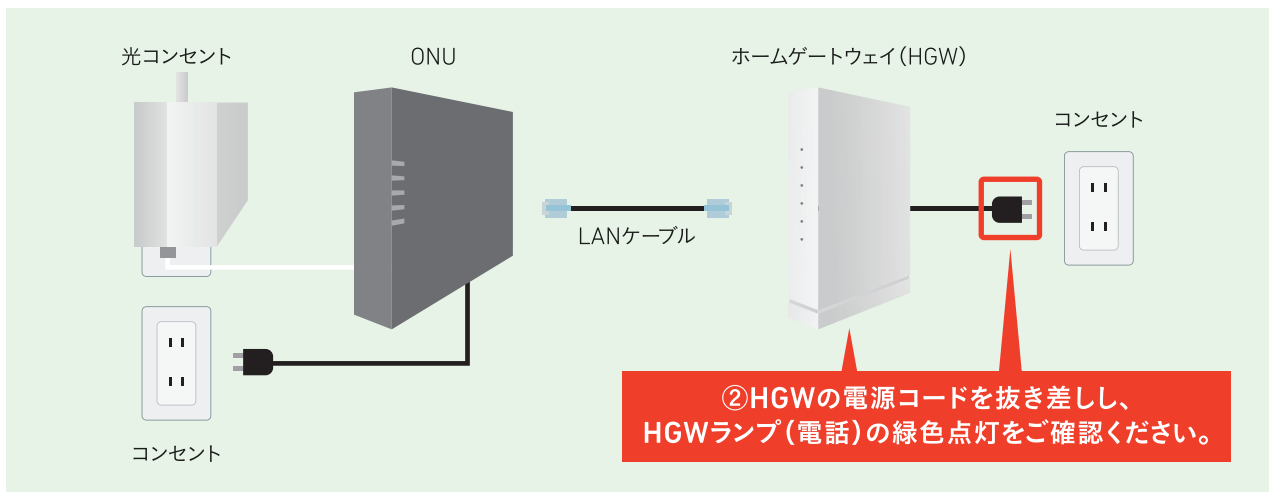 光コンセント
ONU
ホームゲートウェイ(HGW)
コンセント
LANケーブル
コンセント
②HGWの電源コードを抜き差しし、
HGWランプ(電話)の緑色点灯をご確認ください。